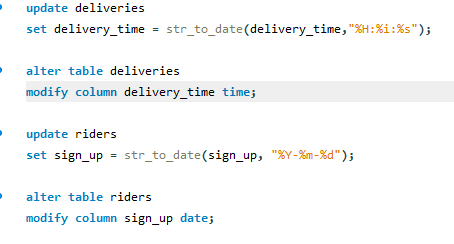 update deliveries
set delivery_time = str_to_date(delivery_time,"%H:%i:%s");
alter table deliveries
modify column delivery_time time;
update riders
set sign_up = str_to_date(sign_up, "%Y-%m-%d");
alter table riders
modify column sign_up date;